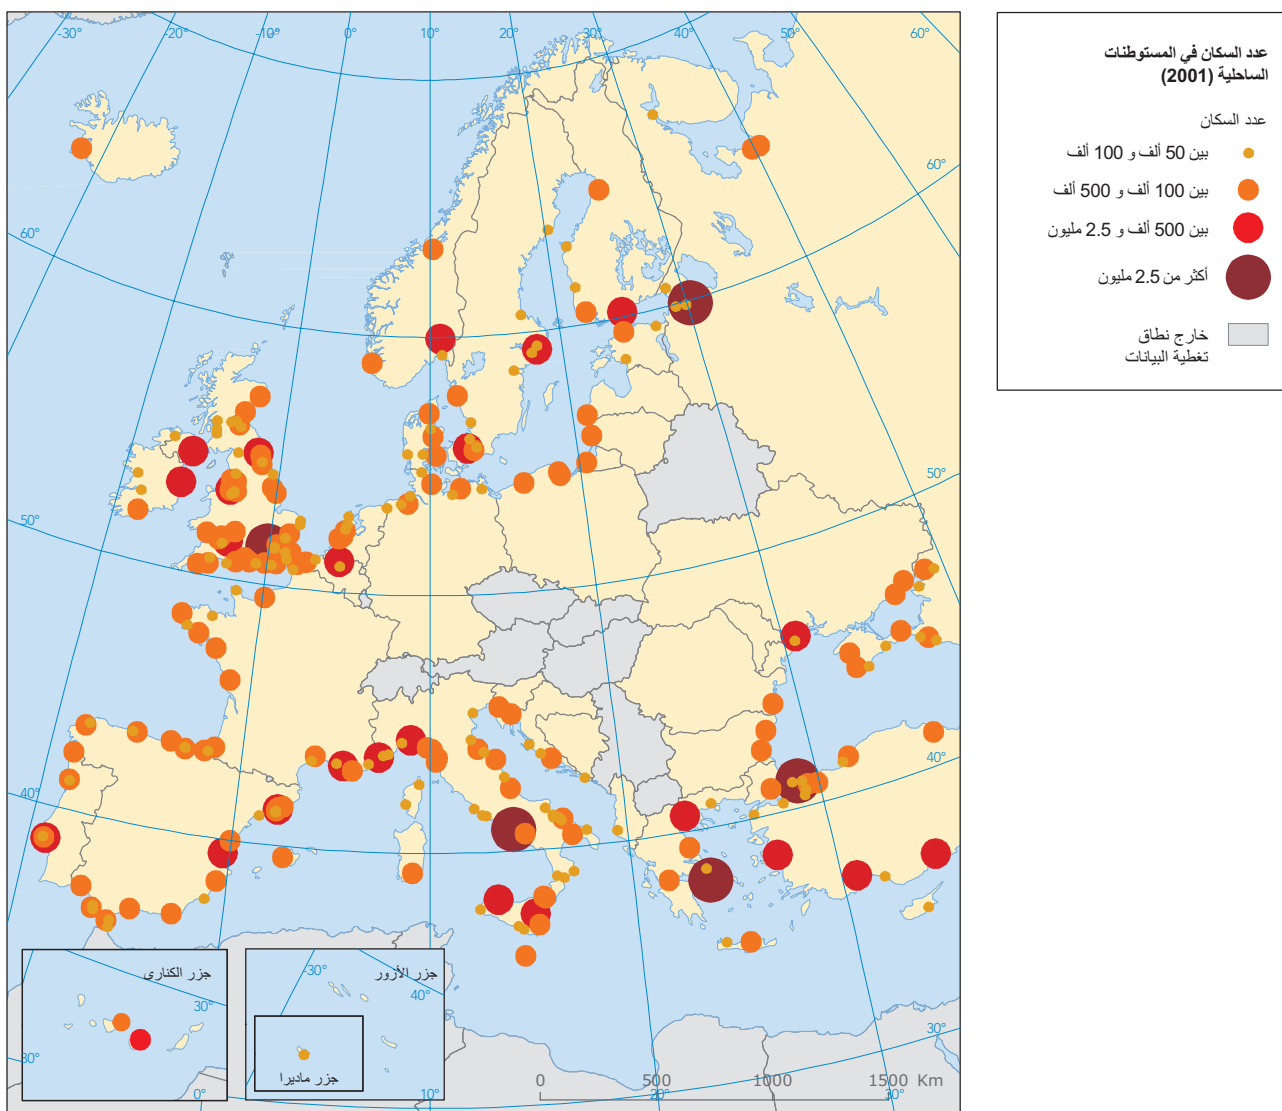 -30°
-20°
-10°
0°
10°
20°
30°
40°
50°
60°
60°
60°
50°
50°
40°
40°
30°
30°
0°
10°
20°
30°
جزر الكناري
30°
جزر الأزور
-30°
40°
جزر ماديرا
0
500
1000
1500 Km
عدد السكان في المستوطنات
الساحلية (2001)
عدد السكان
بين 50 ألف و 100 ألف
بين 100 ألف و 500 ألف
بين 500 ألف و 2.5 مليون
أكثر من 2.5 مليون
خارج نطاق
تغطية البيانات